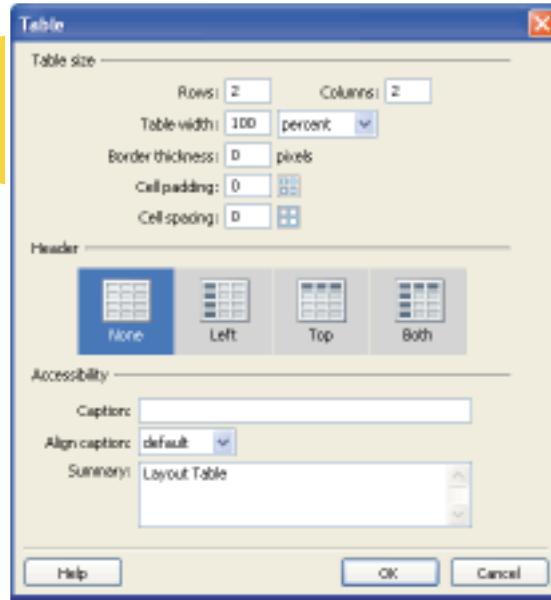 Table
Table size
Rows: 2 Columns: 2
Table width: 100 percent
Border thickness: 0 pixels
Cell padding: 0
Cell spacing: 0
Header
None Left Top Both
Accessibility
Caption:
Align caption: default
Summary: Layout Table
Help OK Cancel